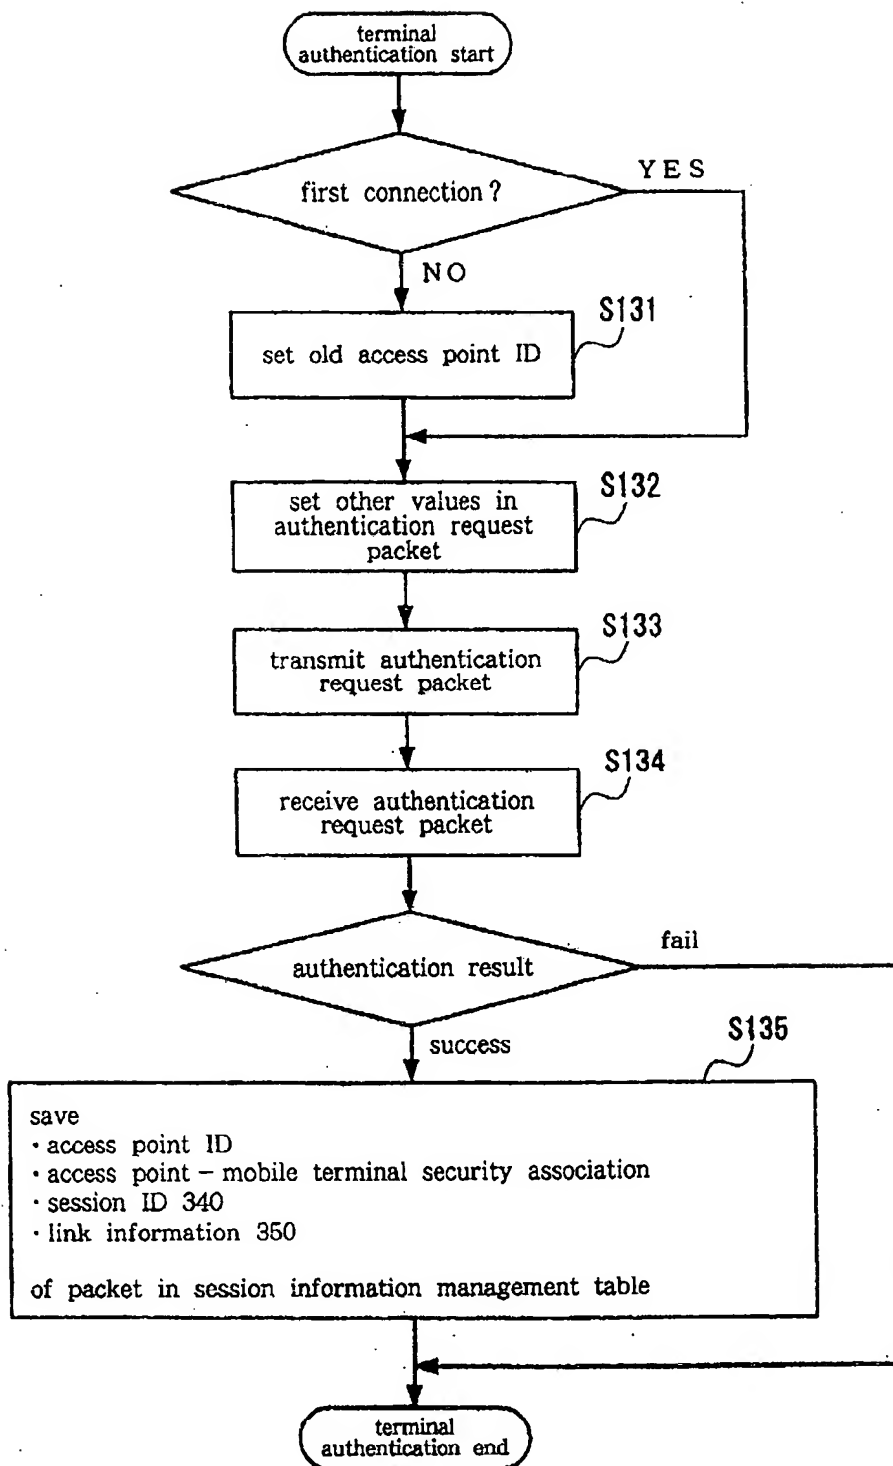 terminal
authentication start
first connection?
YES
NO
S131
set old access point ID
S132
set other values in
authentication request
packet
S133
transmit authentication
request packet
S134
receive authentication
request packet
authentication result
fail
success
S135
save
· access point ID
· access point – mobile terminal security association
· session ID 340
· link information 350
of packet in session information management table
terminal
authentication end